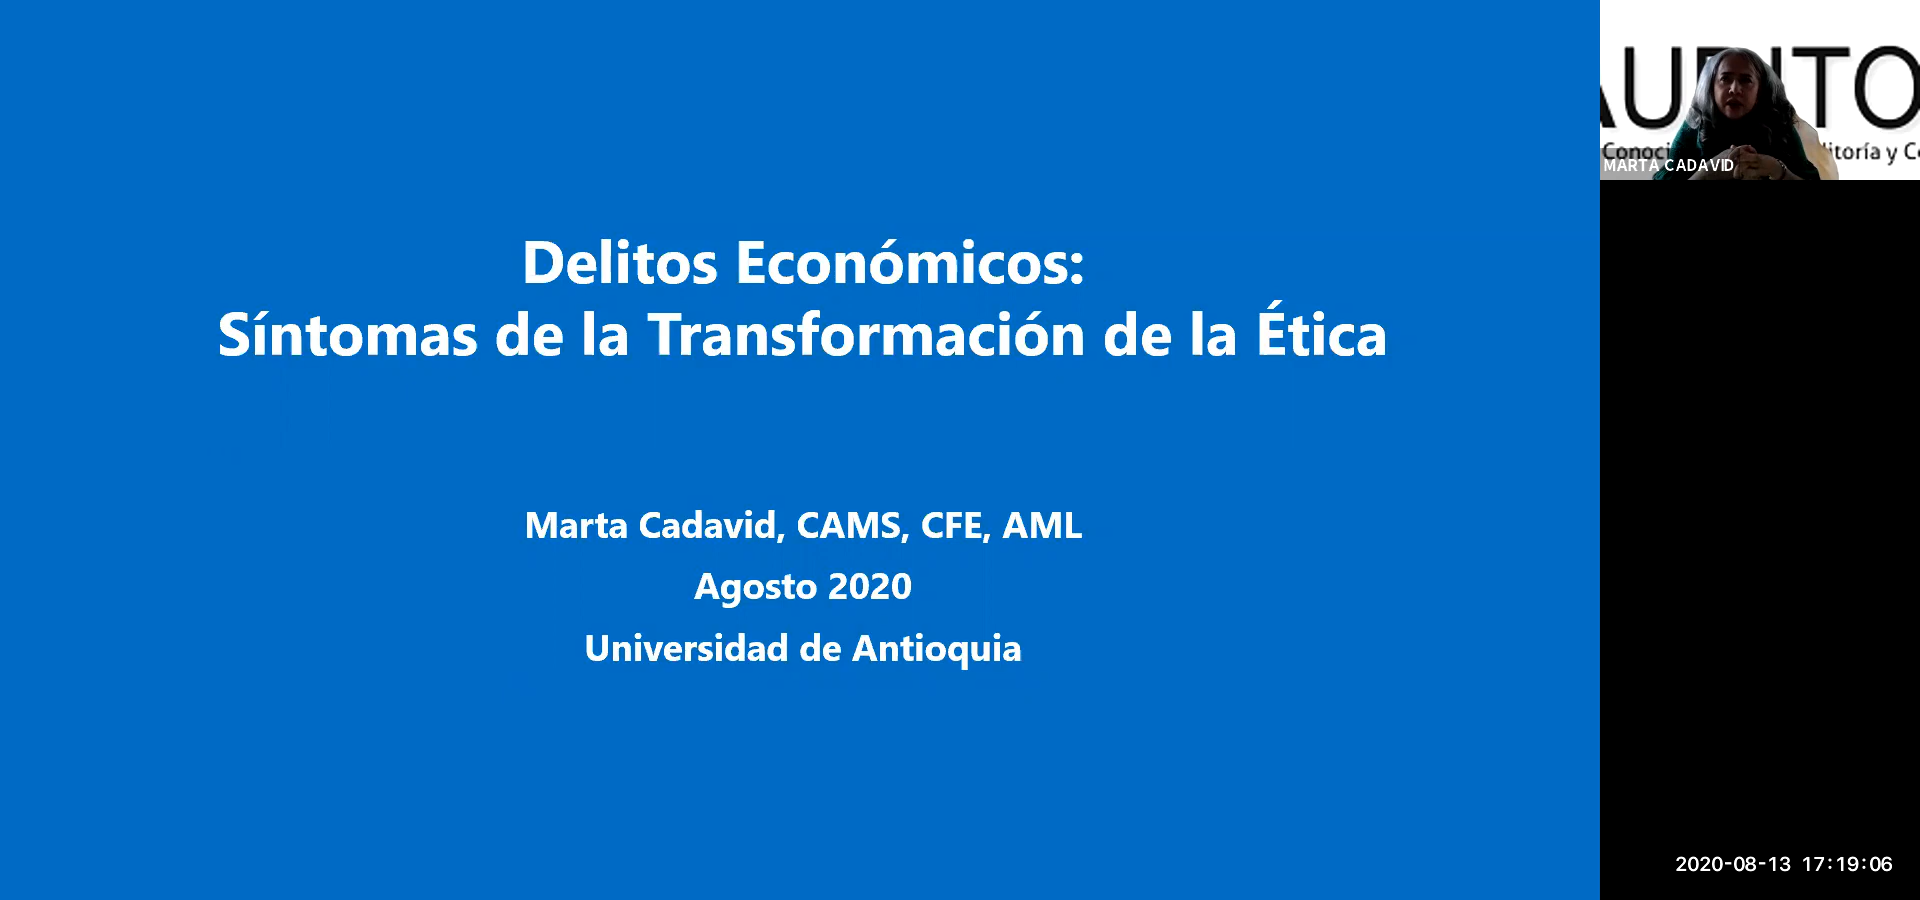 Delitos Económicos:
Síntomas de la Transformación de la Ética
Marta Cadavid, CAMS, CFE, AML
Agosto 2020
Universidad de Antioquia
MARTA CADAVID
2020-08-13 17:19:06